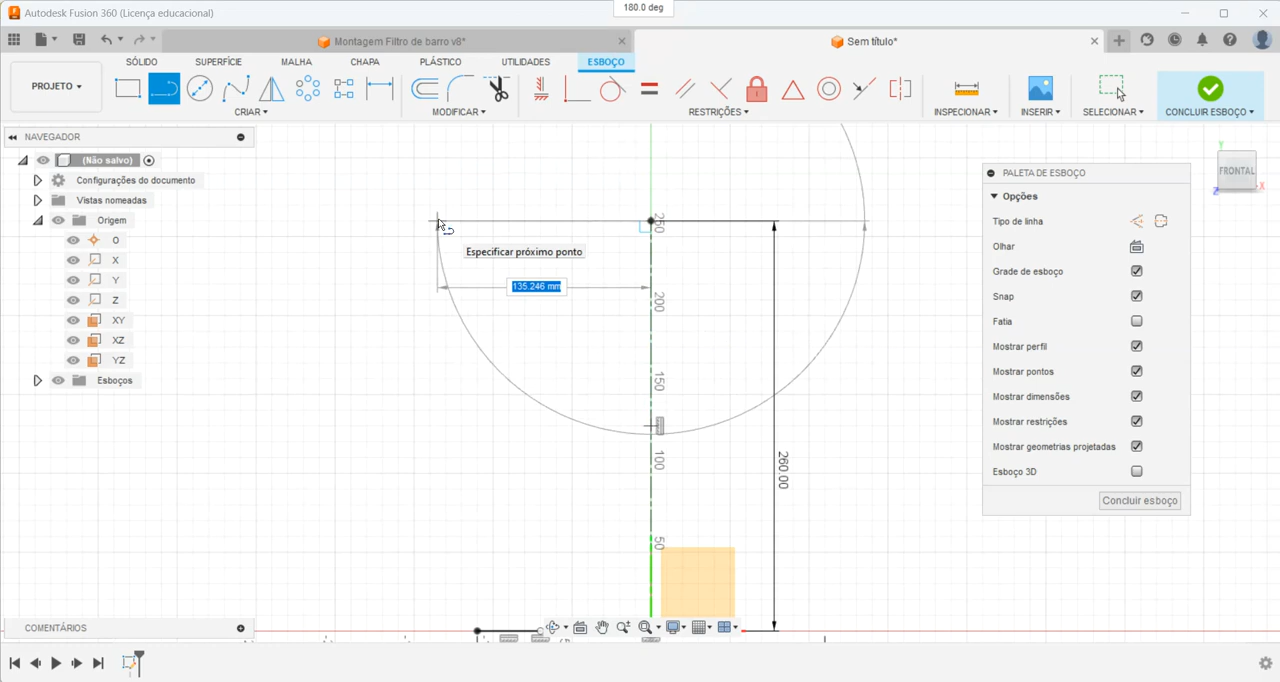 180.0 deg
Autodesk Fusion 360 (Licença educacional)
Montagem Filtro de barro v8*
Sem título*
PROJETO
SÓLIDO
SUPERFÍCIE
MALHA
CHAPA
PLÁSTICO
UTILIDADES
ESBOÇO
CRIAR
MODIFICAR
RESTRIÇÕES
INSPECIONAR
INSERIR
SELECIONAR
CONCLUIR ESBOÇO
NAVEGADOR
(Não salvo)
Configurações do documento
Vistas nomeadas
Origem
O
X
Y
Z
XY
XZ
YZ
Esboços
Especificar próximo ponto
135.246 mm
250
200
150
100
50
260.00
Y
FRONTAL
X
Z
PALETA DE ESBOÇO
Opções
Tipo de linha
Olhar
Grade de esboço
Snap
Fatia
Mostrar perfil
Mostrar pontos
Mostrar dimensões
Mostrar restrições
Mostrar geometrias projetadas
Esboço 3D
Concluir esboço
COMENTÁRIOS